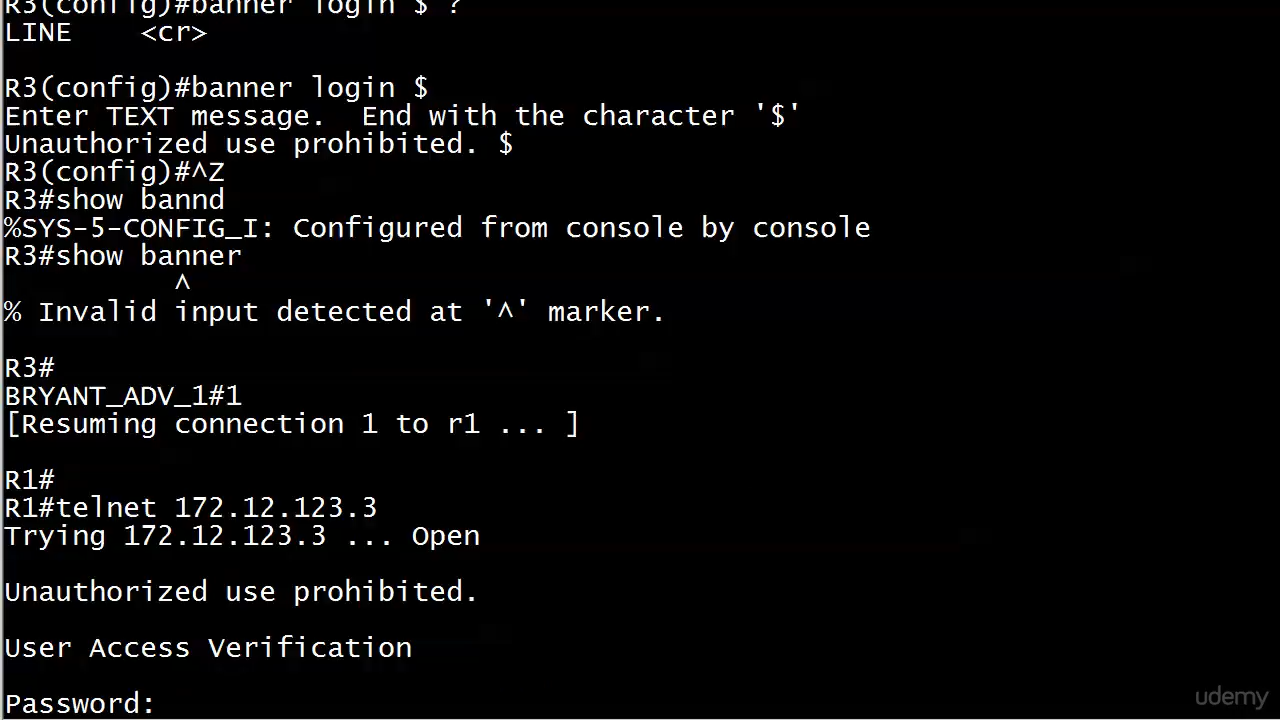 R3(config)#banner login $ ?
LINE    <cr>
R3(config)#banner login $
Enter TEXT message.  End with the character '$'
Unauthorized use prohibited. $
R3(config)#^Z
R3#show bannd
%SYS-5-CONFIG_I: Configured from console by console
R3#show banner
^
% Invalid input detected at '^' marker.
R3#
BRYANT_ADV_1#1
[Resuming connection 1 to r1 ... ]
R1#
R1#telnet 172.12.123.3
Trying 172.12.123.3 ... Open
Unauthorized use prohibited.
User Access Verification
Password:
udemy